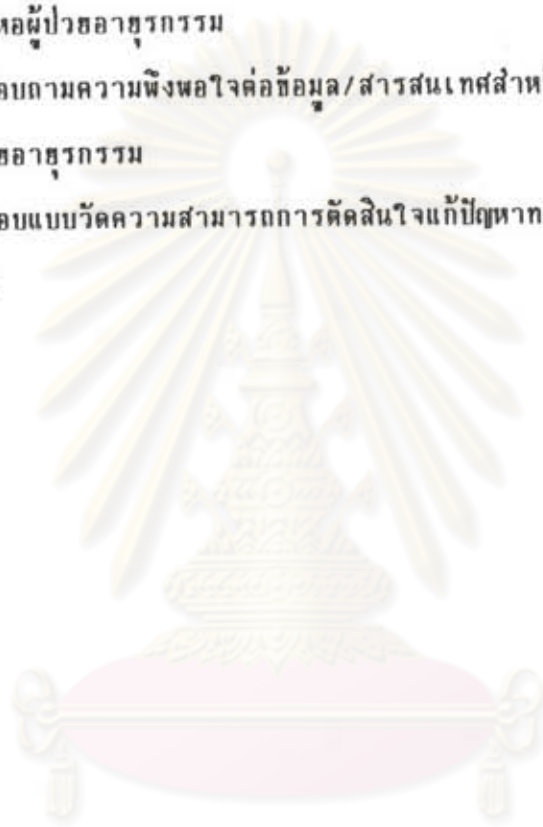 หอผู้ป่วยอายุรกรรม
อบถามความพึงพอใจต่อข้อมูล/สารสนเทศสำห
ยอายุรกรรม
อบแบบวัดความสามารถการตัดสินใจแก้ปัญหาท